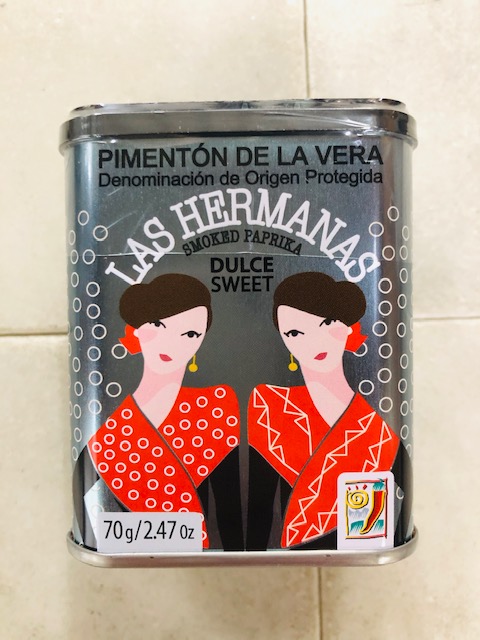 PIMENTÓN DE LA VERA
Denominación de Origen Protegida
LAS HERMANAS
SMOKED PAPRIKA
DULCE
SWEET
70g/2.47 Oz